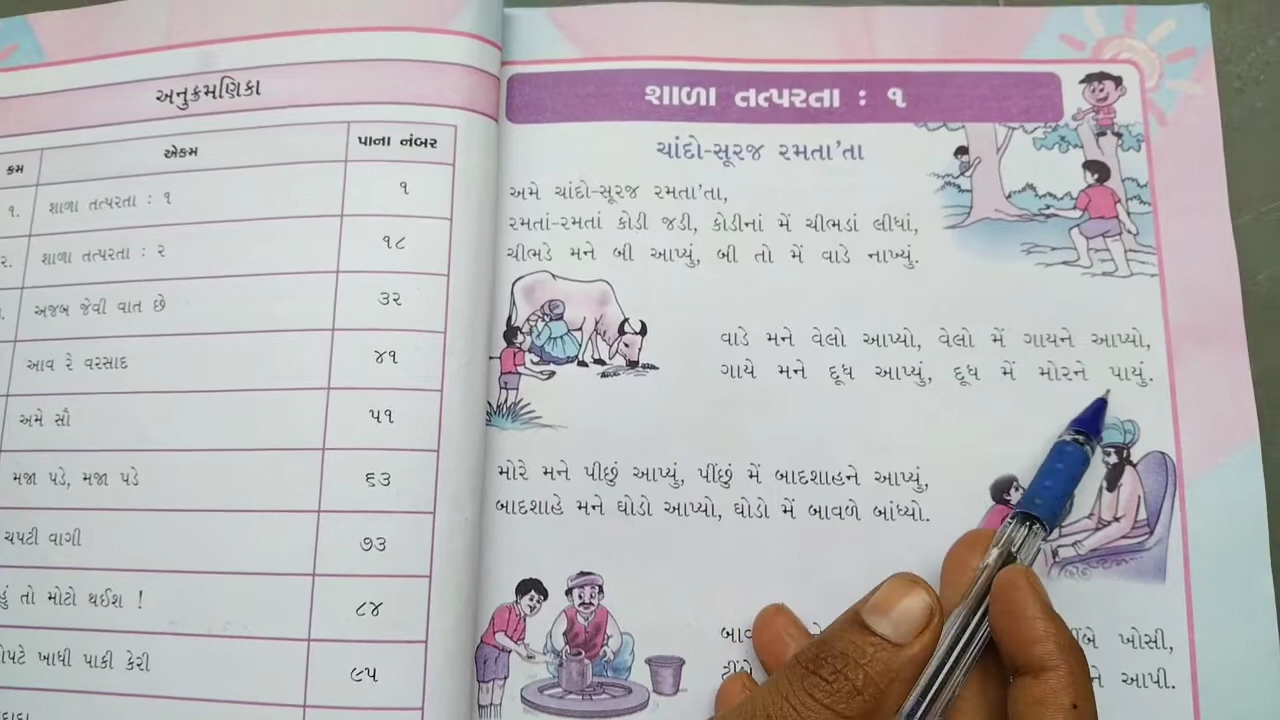 અનુક્રમણિકા
ક્રમ એકમ પાના નંબર
૧. શાળા તત્પરતા : ૧ ૧
૨. શાળા તત્પરતા : ૨ ૧૮
અજબ જેવી વાત છે ૩૨
આવ રે વરસાદ ૪૧
અમે સૌ ૫૧
મજા પડે, મજા પડે ૬૩
ચપટી વાગી ૭૩
હું તો મોટો થઈશ ! ૮૪
ખાધી પાકી કેરી ૯૫
શાળા તત્પરતા : ૧
ચાંદો-સૂરજ રમતા’તા
અમે ચાંદો-સૂરજ રમતા’તા,
રમતાં-રમતાં કોડી જડી, કોડીનાં મેં ચીભડાં લીધાં,
ચીભડે મને બી આપ્યું, બી તો મેં વાડે નાખ્યું.
વાડે મને વેલો આપ્યો, વેલો મેં ગાયને આપ્યો,
ગાયે મને દૂધ આપ્યું, દૂધ મેં મોરને પાયું.
મોરે મને પીછું આપ્યું, પીંછું મેં બાદશાહને આપ્યું,
બાદશાહે મને ઘોડો આપ્યો, ઘોડો મેં બાવળે બાંધ્યો.
ખોસી,
આપી.